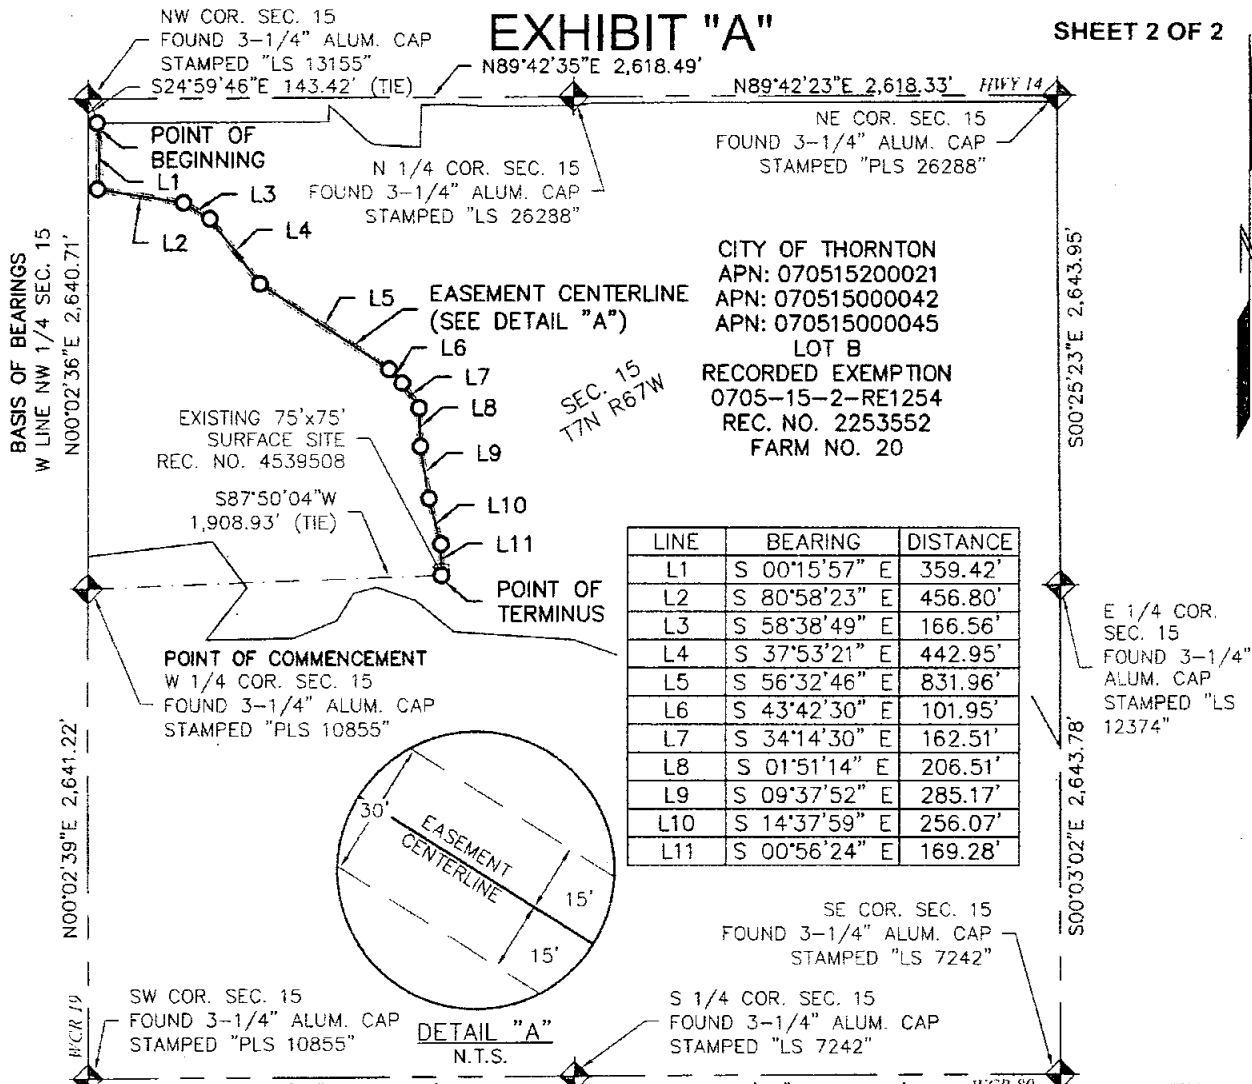 EXHIBIT "A"
SHEET 2 OF 2
NW COR. SEC. 15
FOUND 3-1/4" ALUM. CAP
STAMPED "LS 13155"
S24°59'46"E 143.42' (TIE)
N89°42'35"E 2,618.49'
N89°42'23"E 2,618.33'
HWY 14
POINT OF
BEGINNING
N 1/4 COR. SEC. 15
FOUND 3-1/4" ALUM. CAP
STAMPED "LS 26288"
NE COR. SEC. 15
FOUND 3-1/4" ALUM. CAP
STAMPED "PLS 26288"
L1
L2
L3
L4
L5
L6
L7
L8
L9
L10
L11
BASIS OF BEARINGS
W LINE NW 1/4 SEC. 15
N00°02'36"E 2,640.71'
EASEMENT CENTERLINE
(SEE DETAIL "A")
SEC. 15
T7N R67W
CITY OF THORNTON
APN: 070515200021
APN: 070515000042
APN: 070515000045
LOT B
RECORDED EXEMPTION
0705-15-2-RE1254
REC. NO. 2253552
FARM NO. 20
S00°25'23"E 2,643.95'
EXISTING 75'x75'
SURFACE SITE
REC. NO. 4539508
S87°50'04"W
1,908.93' (TIE)
POINT OF
TERMINUS
POINT OF COMMENCEMENT
W 1/4 COR. SEC. 15
FOUND 3-1/4" ALUM. CAP
STAMPED "PLS 10855"
LINE BEARING DISTANCE
L1 S 00°15'57" E 359.42'
L2 S 80°58'23" E 456.80'
L3 S 58°38'49" E 166.56'
L4 S 37°53'21" E 442.95'
L5 S 56°32'46" E 831.96'
L6 S 43°42'30" E 101.95'
L7 S 34°14'30" E 162.51'
L8 S 01°51'14" E 206.51'
L9 S 09°37'52" E 285.17'
L10 S 14°37'59" E 256.07'
L11 S 00°56'24" E 169.28'
E 1/4 COR.
SEC. 15
FOUND 3-1/4"
ALUM. CAP
STAMPED "LS
12374"
N00°02'39"E 2,641.22'
S00°03'02"E 2,643.78'
30'
EASEMENT
CENTERLINE
15'
15'
DETAIL "A"
N.T.S.
SE COR. SEC. 15
FOUND 3-1/4" ALUM. CAP
STAMPED "LS 7242"
WCR 19
SW COR. SEC. 15
FOUND 3-1/4" ALUM. CAP
STAMPED "PLS 10855"
S 1/4 COR. SEC. 15
FOUND 3-1/4" ALUM. CAP
STAMPED "LS 7242"